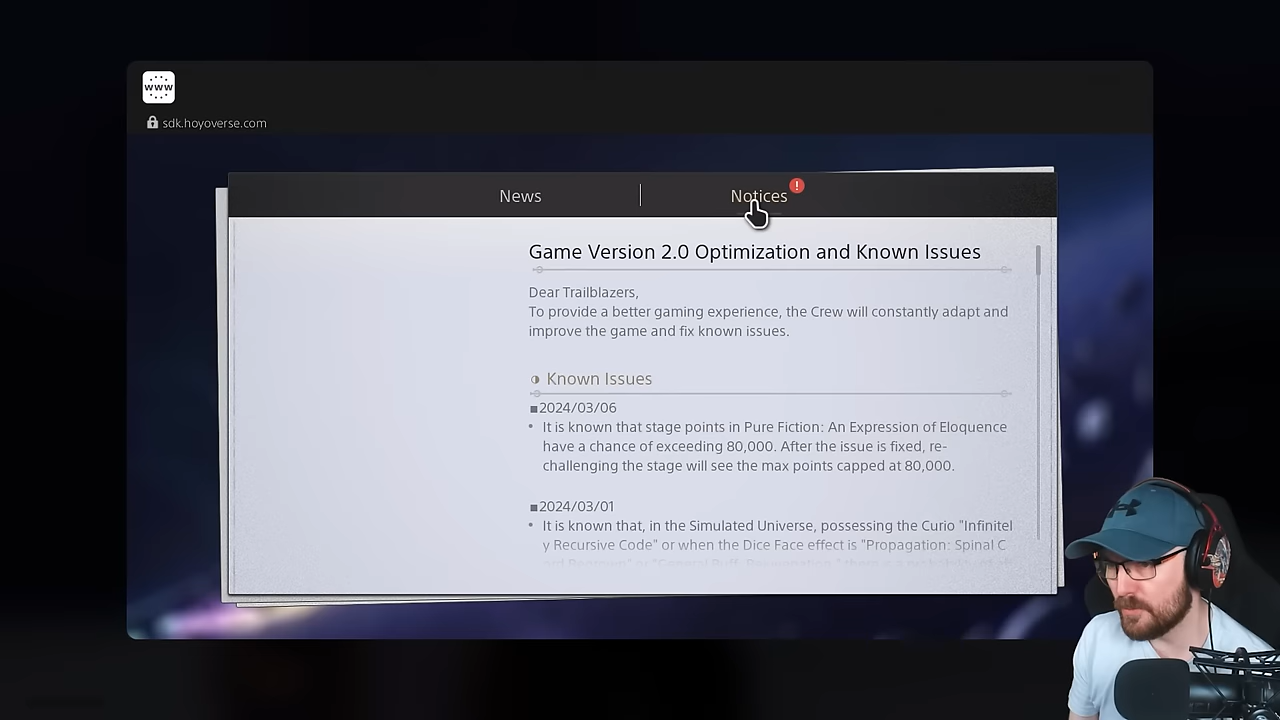 www
sdk.hoyoverse.com
News
Notices
!
Game Version 2.0 Optimization and Known Issues
Dear Trailblazers,
To provide a better gaming experience, the Crew will constantly adapt and
improve the game and fix known issues.
Known Issues
■2024/03/06
• It is known that stage points in Pure Fiction: An Expression of Eloquence
have a chance of exceeding 80,000. After the issue is fixed, re-
challenging the stage will see the max points capped at 80,000.
■2024/03/01
• It is known that, in the Simulated Universe, possessing the Curio "Infinitel
y Recursive Code" or when the Dice Face effect is "Propagation: Spinal C